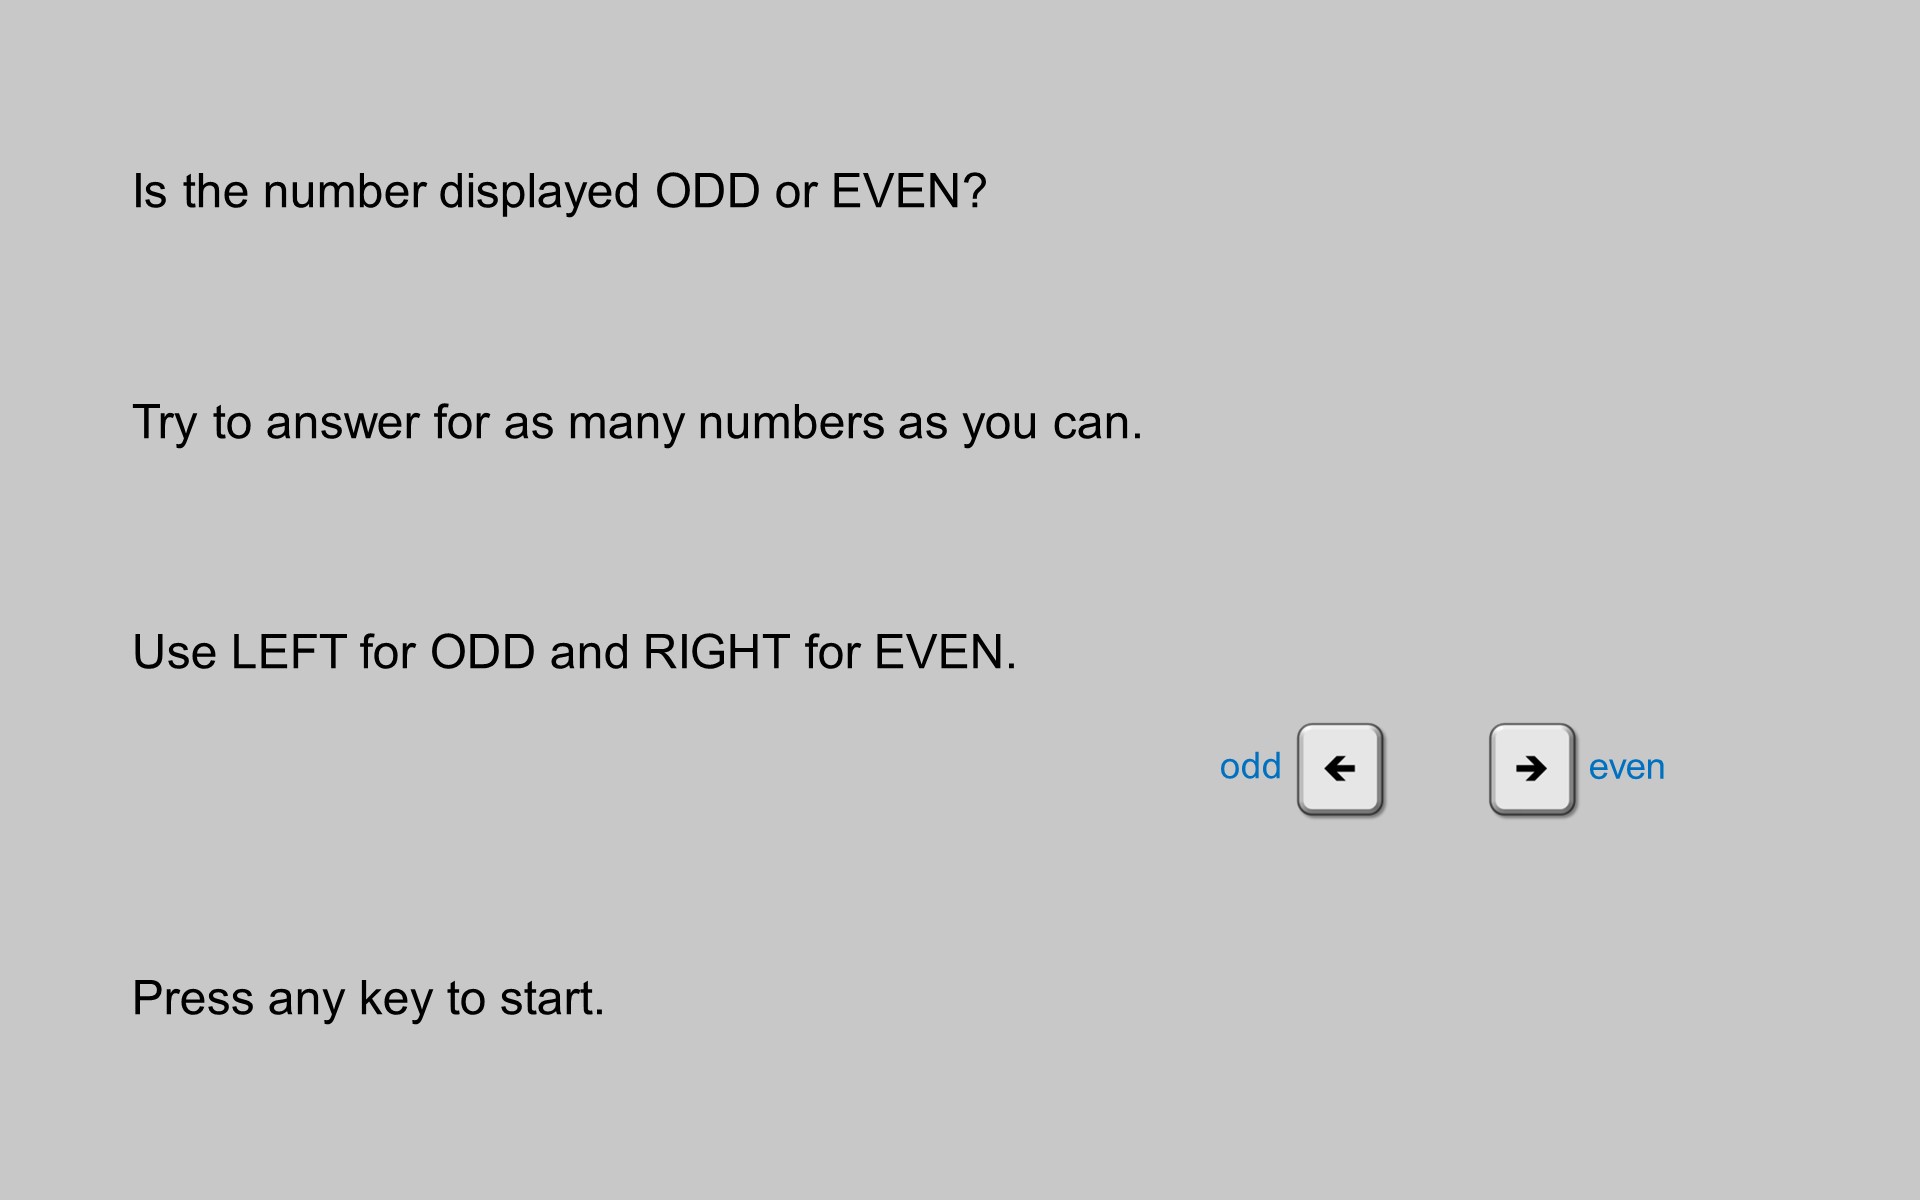 Is the number displayed ODD or EVEN?
Try to answer for as many numbers as you can.
Use LEFT for ODD and RIGHT for EVEN.
odd ← → even
Press any key to start.